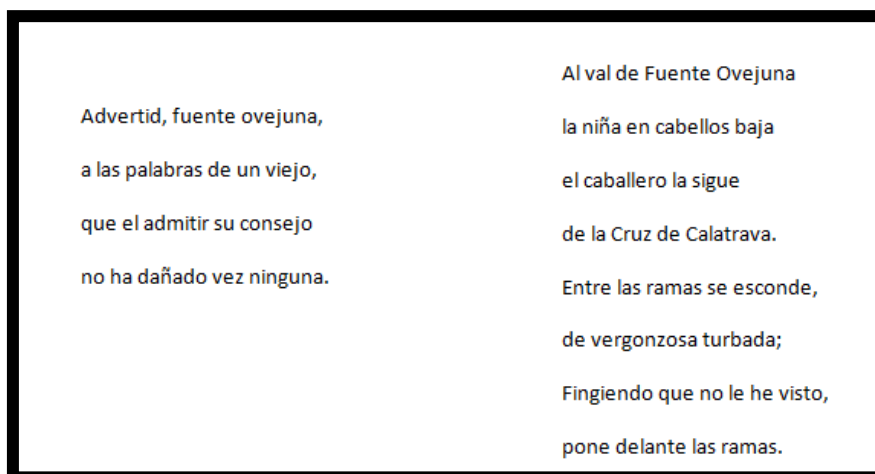 Advertid, fuente ovejuna,
a las palabras de un viejo,
que el admitir su consejo
no ha dañado vez ninguna.
Al val de Fuente Ovejuna
la niña en cabellos baja
el caballero la sigue
de la Cruz de Calatrava.
Entre las ramas se esconde,
de vergonzosa turbada;
Fingiendo que no le he visto,
pone delante las ramas.